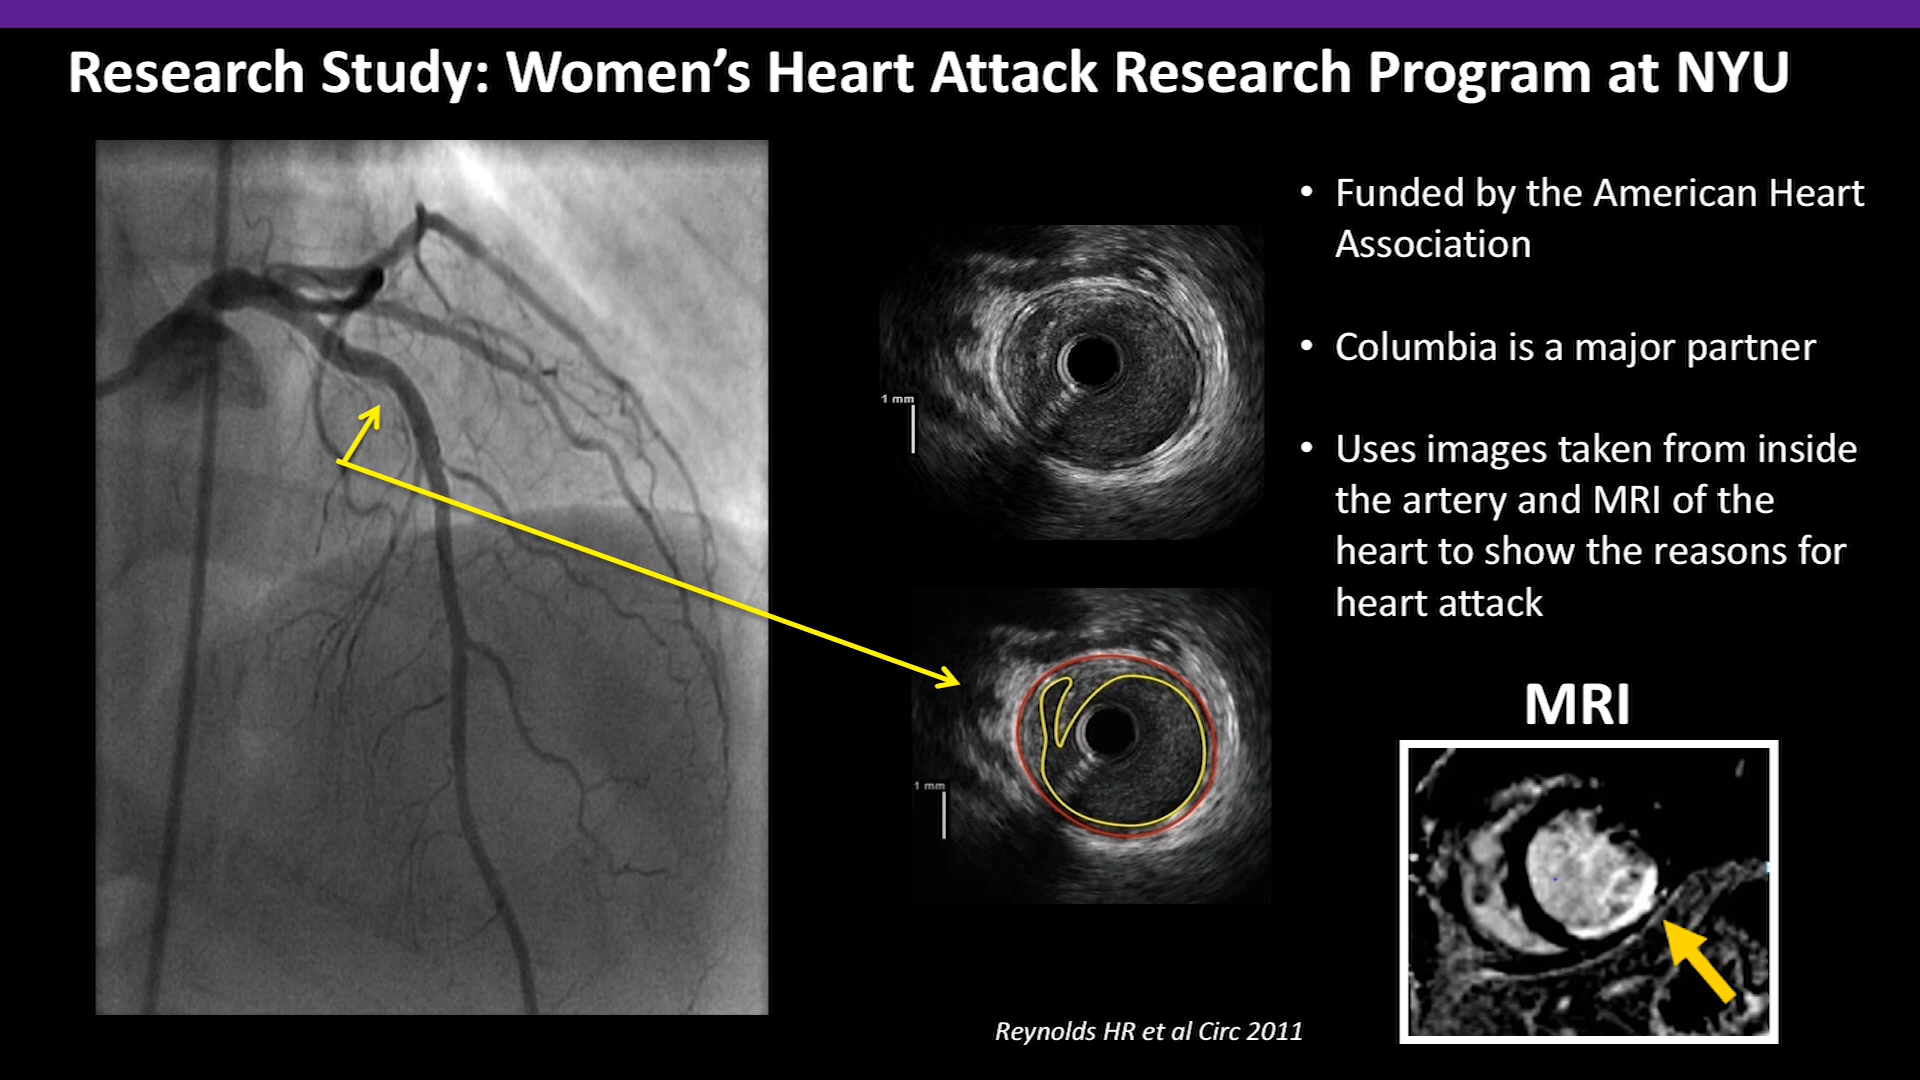 Research Study: Women’s Heart Attack Research Program at NYU
• Funded by the American Heart
Association
• Columbia is a major partner
• Uses images taken from inside
the artery and MRI of the
heart to show the reasons for
heart attack
1 mm
1 mm
MRI
Reynolds HR et al Circ 2011